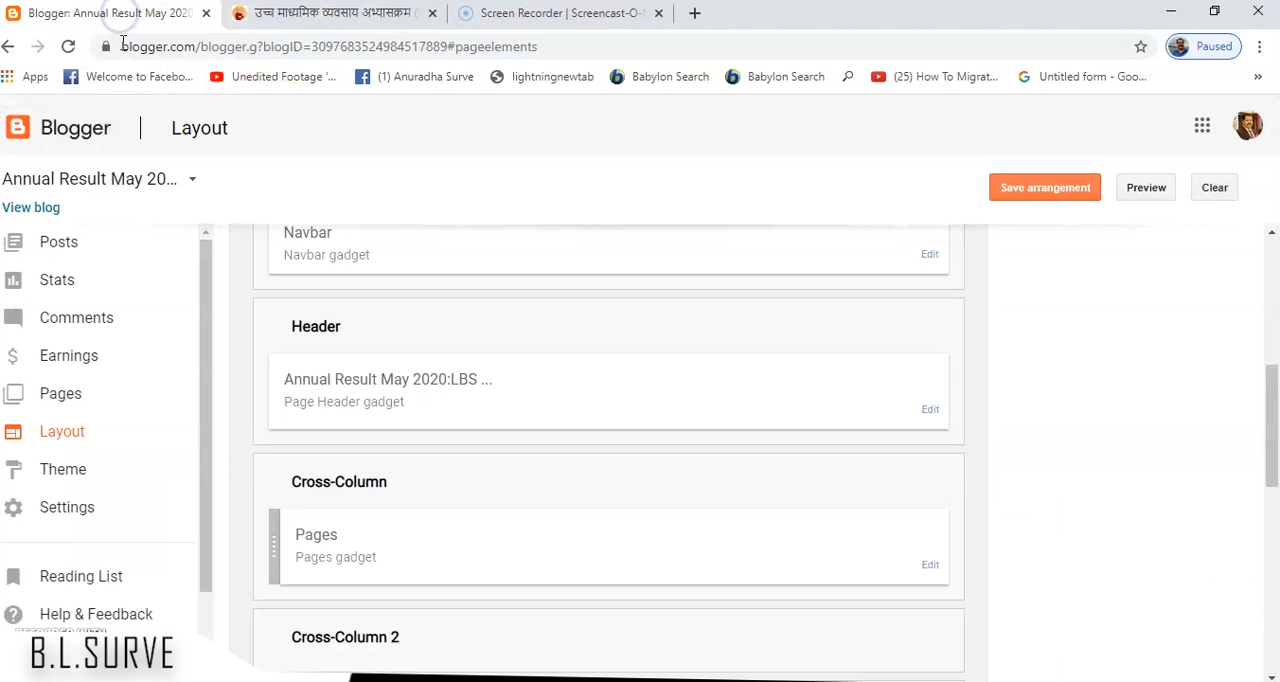 Blogger: Annual Result May 2020
उच्च माध्यमिक व्यवसाय अभ्यासक्रम (
Screen Recorder | Screencast-O-
blogger.com/blogger.g?blogID=3097683524984517889#pageelements
Paused
Apps
Welcome to Facebo...
Unedited Footage '...
(1) Anuradha Surve
lightningnewtab
Babylon Search
Babylon Search
(25) How To Migrat...
Untitled form - Goo...
Blogger
Layout
Annual Result May 20...
Save arrangement
Preview
Clear
View blog
Posts
Stats
Comments
Earnings
Pages
Layout
Theme
Settings
Reading List
Help & Feedback
Navbar
Navbar gadget
Edit
Header
Annual Result May 2020:LBS ...
Page Header gadget
Edit
Cross-Column
Pages
Pages gadget
Edit
Cross-Column 2
B.L.SURVE